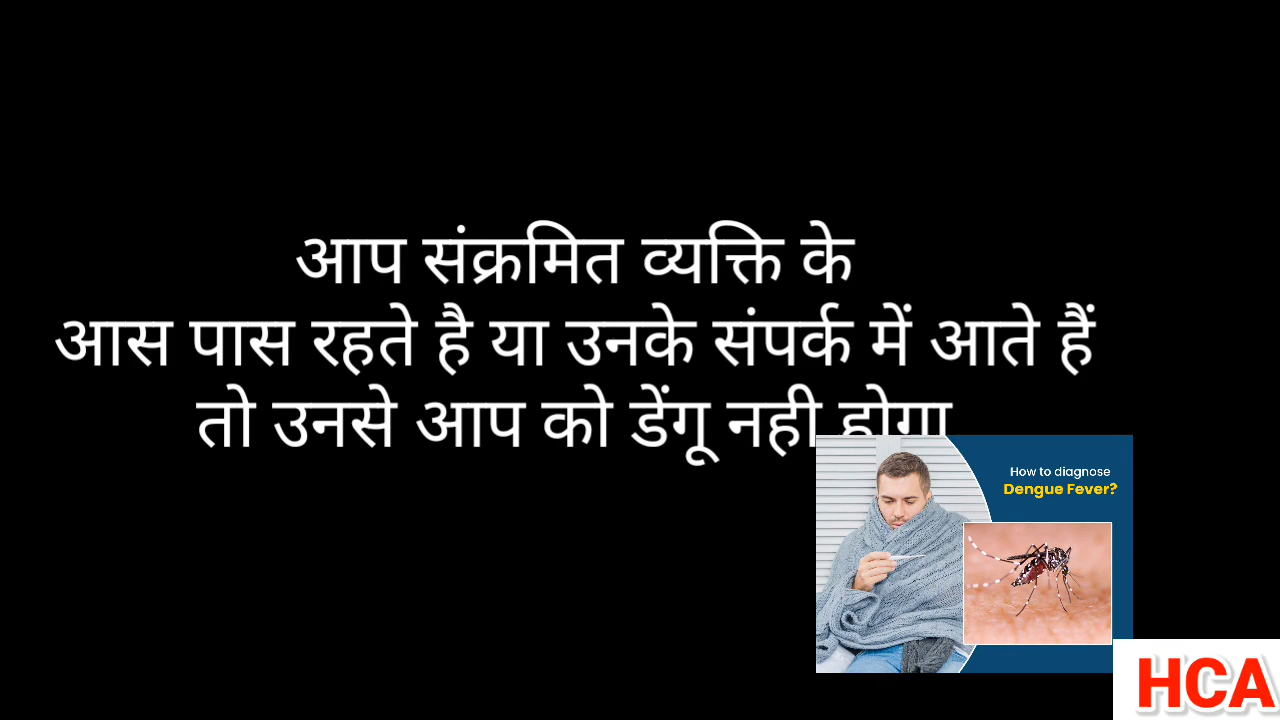 आप संक्रमित व्यक्ति के
आस पास रहते है या उनके संपर्क में आते हैं
तो उनसे आप को डेंगू नही होगा
How to diagnose
Dengue Fever?
HCA